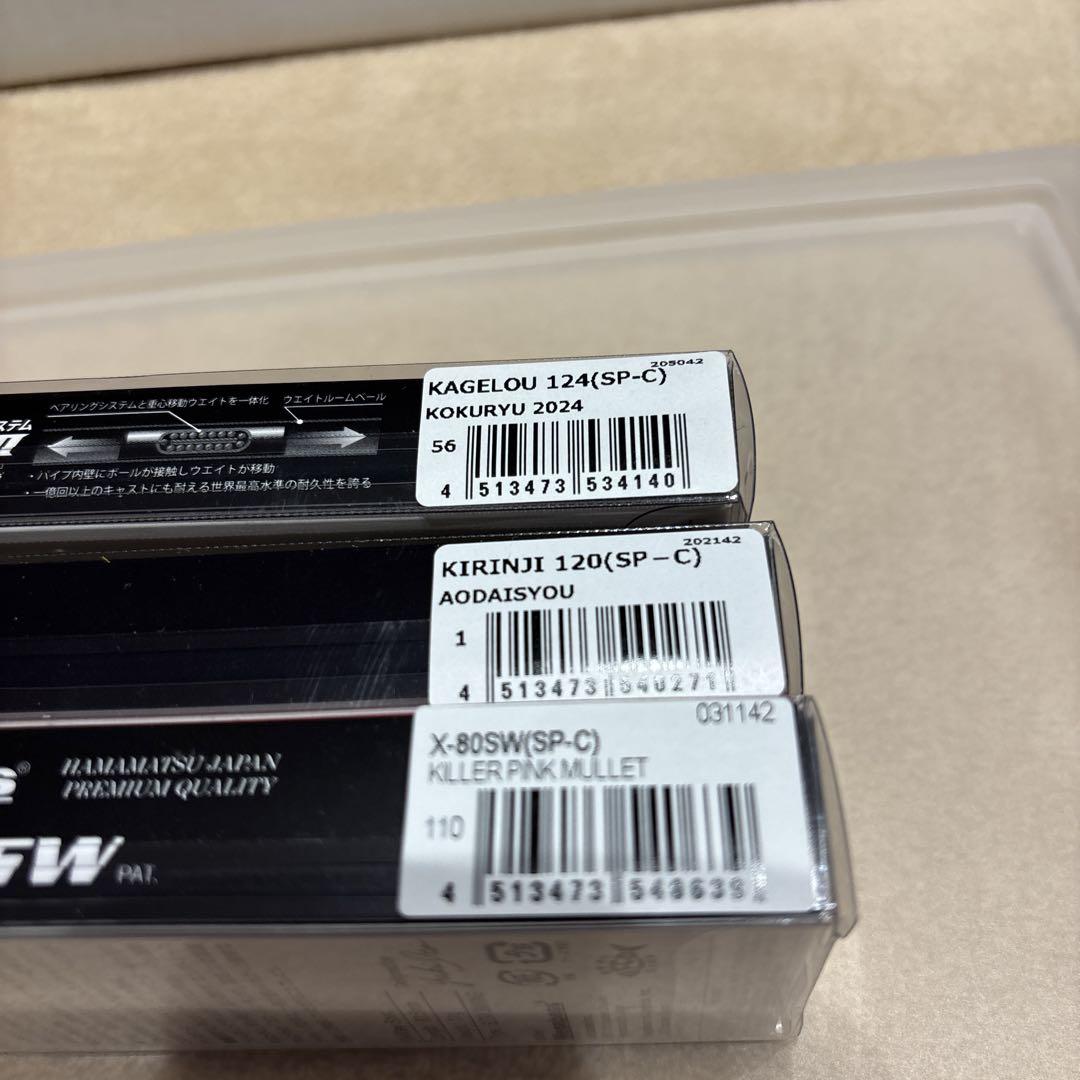 ベアリングシステムと重心移動ウエイトを一体化 ウエイトルームベール
ステム
・パイプ内壁にボールが接触しウエイトが移動
・一億回以上のキャストにも耐える世界最高水準の耐久性を誇る
205042
KAGELOU 124(SP-C)
KOKURYU 2024
56
4 513473 534140
202142
KIRINJI 120(SP-C)
AODAISYOU
1
4 513473 540271
HAMAMATSU JAPAN
PREMIUM QUALITY
SW PAT.
031142
X-80SW(SP-C)
KILLER PINK MULLET
110
4 513473